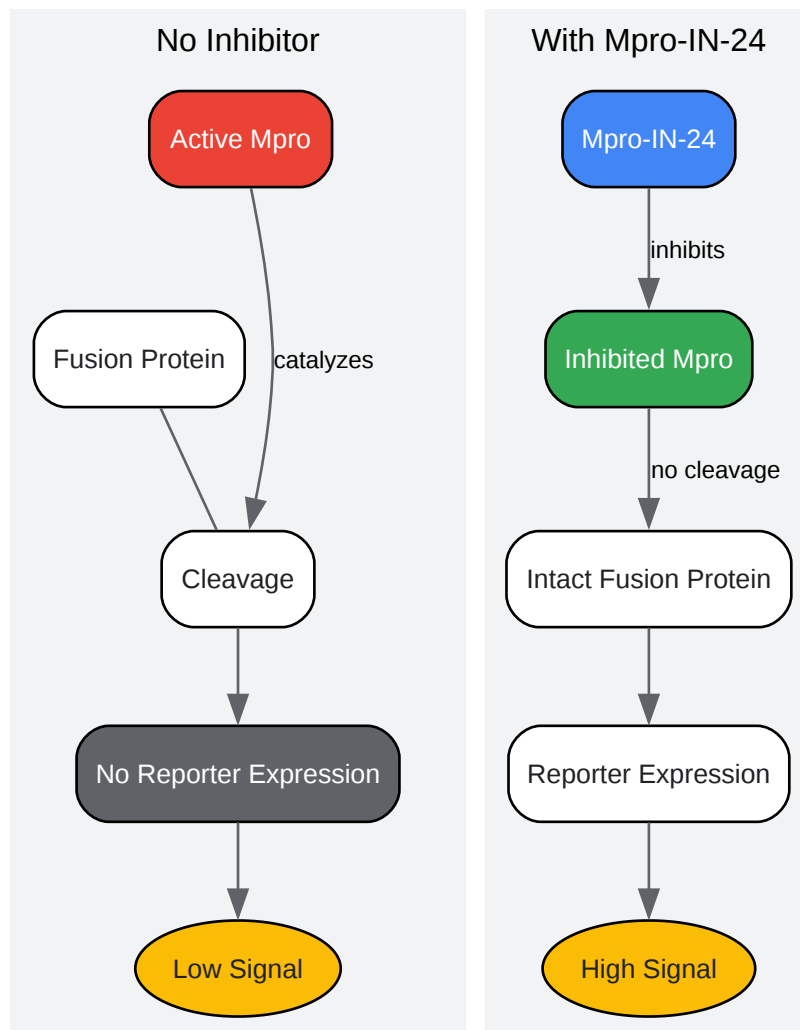 No Inhibitor
Active Mpro
Fusion Protein
catalyzes
Cleavage
No Reporter Expression
Low Signal
With Mpro-IN-24
Mpro-IN-24
inhibits
Inhibited Mpro
no cleavage
Intact Fusion Protein
Reporter Expression
High Signal